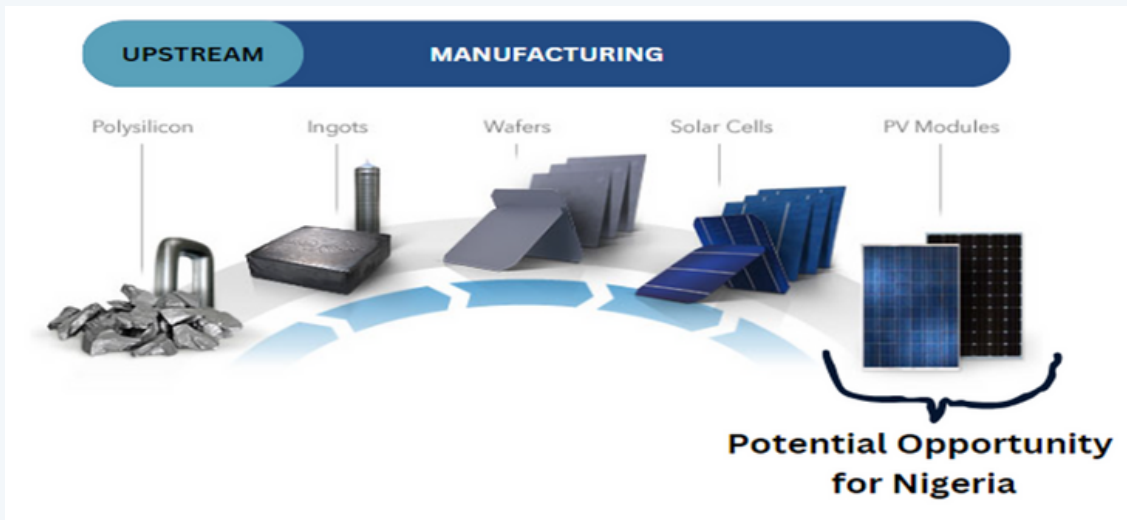 UPSTREAM MANUFACTURING
Polysilicon Ingots Wafers Solar Cells PV Modules
Potential Opportunity
for Nigeria